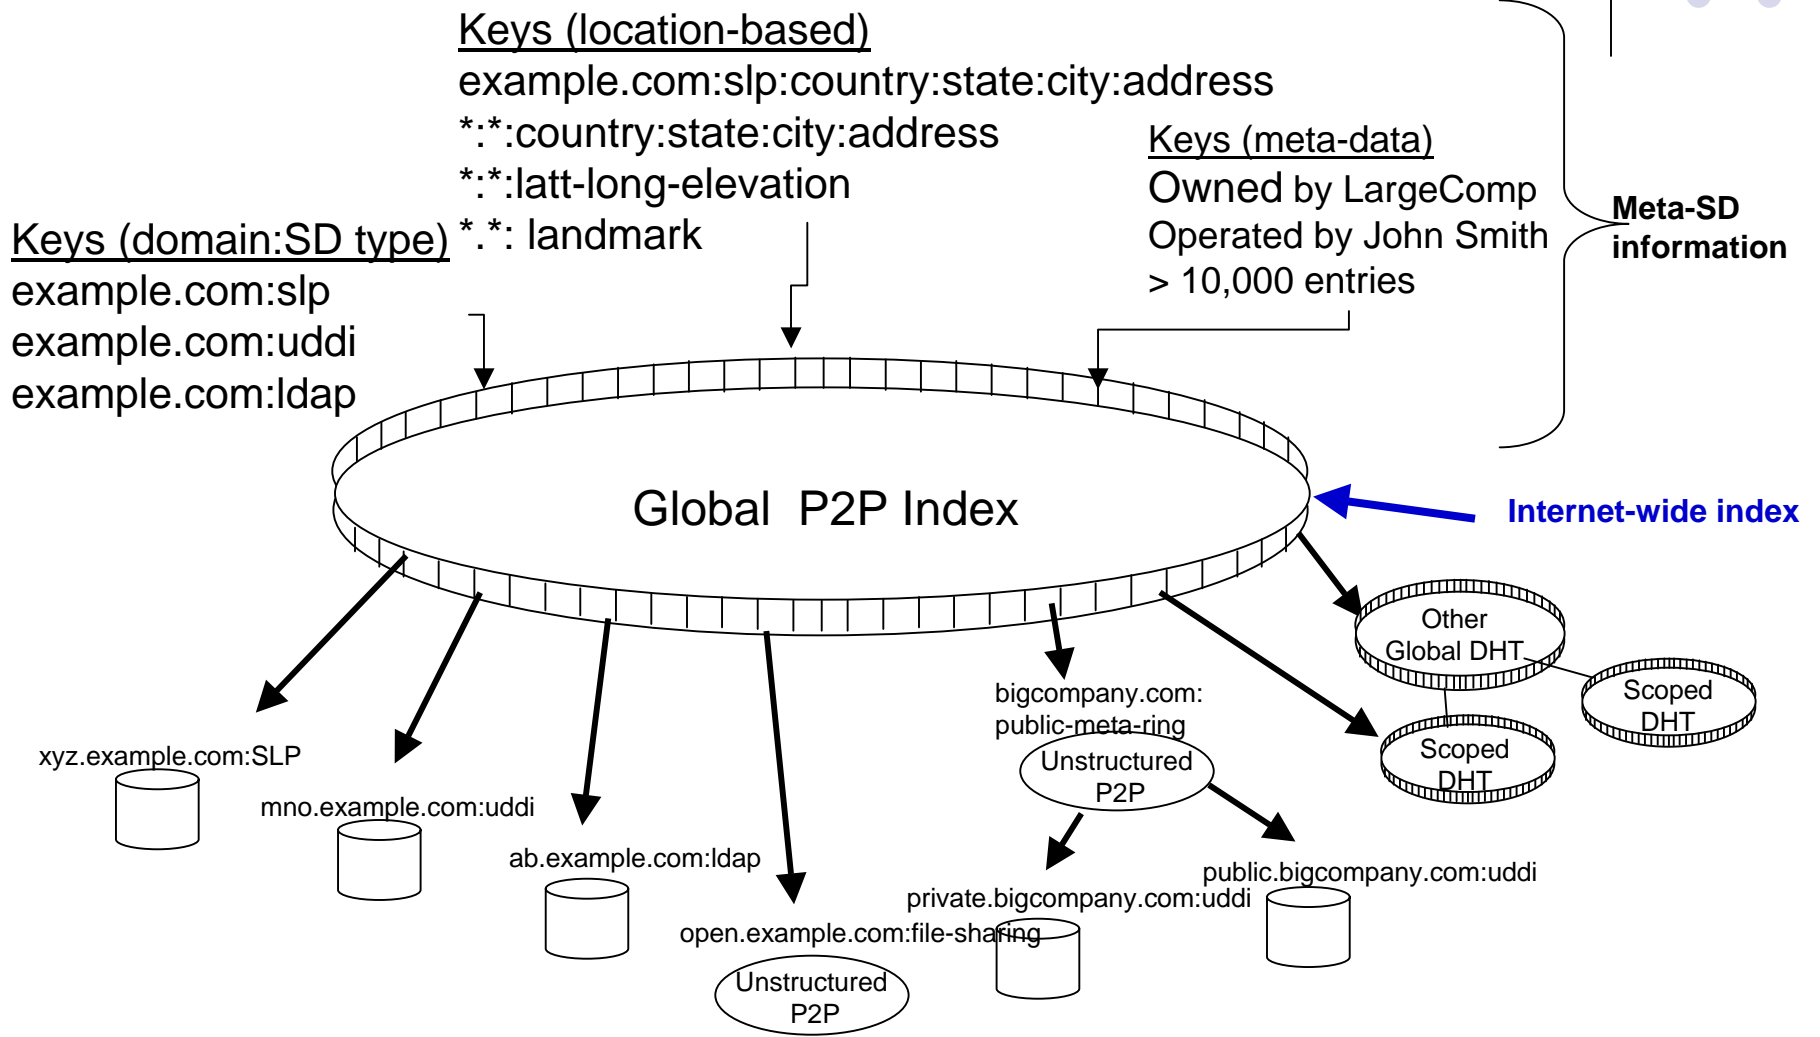 Keys (location-based)
example.com:slp:country:state:city:address
*:*:country:state:city:address
*:*:latt-long-elevation
*.*: landmark
Keys (meta-data)
Owned by LargeComp
Operated by John Smith
> 10,000 entries
Meta-SD
information
Keys (domain:SD type)
example.com:slp
example.com:uddi
example.com:ldap
Global P2P Index
Internet-wide index
Other
Global DHT
Scoped
DHT
Scoped
DHT
bigcompany.com:
public-meta-ring
Unstructured
P2P
xyz.example.com:SLP
mno.example.com:uddi
ab.example.com:ldap
public.bigcompany.com:uddi
private.bigcompany.com:uddi
open.example.com:file-sharing
Unstructured
P2P